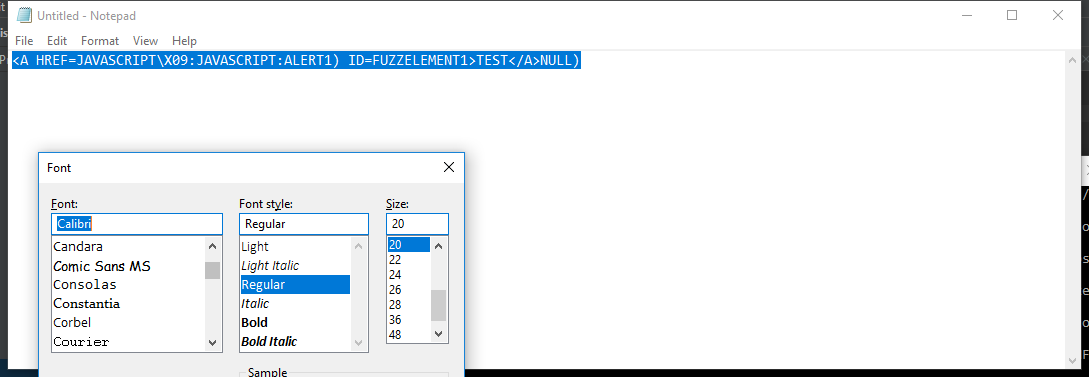 Untitled - Notepad
File Edit Format View Help
<A HREF=JAVASCRIPT\X09:JAVASCRIPT:ALERT1) ID=FUZZELEMENT1>TEST</A>NULL)
Font
Font: Font style: Size:
Calibri Regular 20
Candara Light 20
Comic Sans MS Light Italic 22
Consolas Regular 24
Constantia Italic 26
Corbel Bold 28
Courier Bold Italic 36
48
Sample